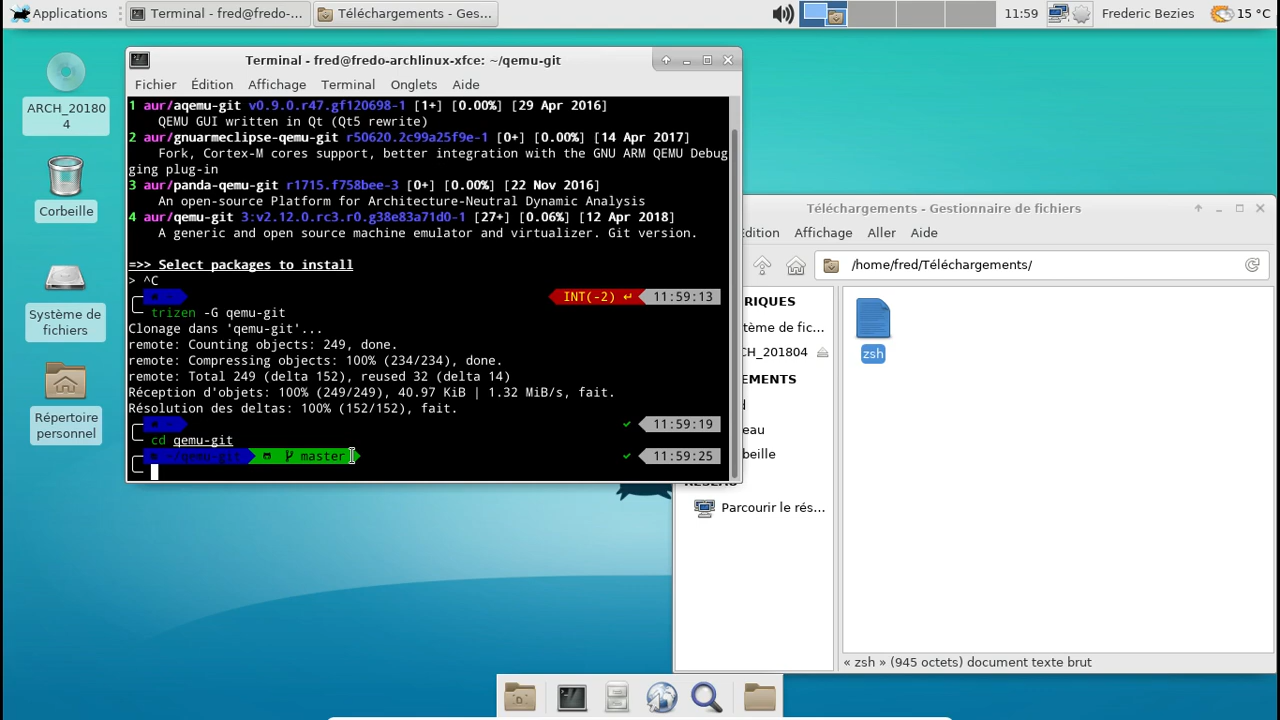 Applications
Terminal - fred@fredo-...
Téléchargements - Ges...
11:59
Frederic Bezies
15 °C
ARCH_20180
4
Corbeille
Système de
fichiers
Répertoire
personnel
Terminal - fred@fredo-archlinux-xfce: ~/qemu-git
Fichier Édition Affichage Terminal Onglets Aide
1 aur/aqemu-git v0.9.0.r47.gf120698-1 [1+] [0.00%] [29 Apr 2016]
QEMU GUI written in Qt (Qt5 rewrite)
2 aur/gnuarmeclipse-qemu-git r50620.2c99a25f9e-1 [0+] [0.00%] [14 Apr 2017]
Fork, Cortex-M cores support, better integration with the GNU ARM QEMU Debug
ging plug-in
3 aur/panda-qemu-git r1715.f758bee-3 [0+] [0.00%] [22 Nov 2016]
An open-source Platform for Architecture-Neutral Dynamic Analysis
4 aur/qemu-git 3:v2.12.0.rc3.r0.g38e83a71d0-1 [27+] [0.06%] [12 Apr 2018]
A generic and open source machine emulator and virtualizer. Git version.
=>> Select packages to install
> ^C
INT(-2) ↵ 11:59:13
trizen -G qemu-git
Clonage dans 'qemu-git'...
remote: Counting objects: 249, done.
remote: Compressing objects: 100% (234/234), done.
remote: Total 249 (delta 152), reused 32 (delta 14)
Réception d'objets: 100% (249/249), 40.97 KiB | 1.32 MiB/s, fait.
Résolution des deltas: 100% (152/152), fait.
✓ 11:59:19
cd qemu-git
~/qemu-git master ✓ 11:59:25
Téléchargements - Gestionnaire de fichiers
dition Affichage Aller Aide
/home/fred/Téléchargements/
RIQUES
tème de fic...
CH_201804
EMENTS
d
eau
beille
Parcourir le rés...
zsh
« zsh » (945 octets) document texte brut